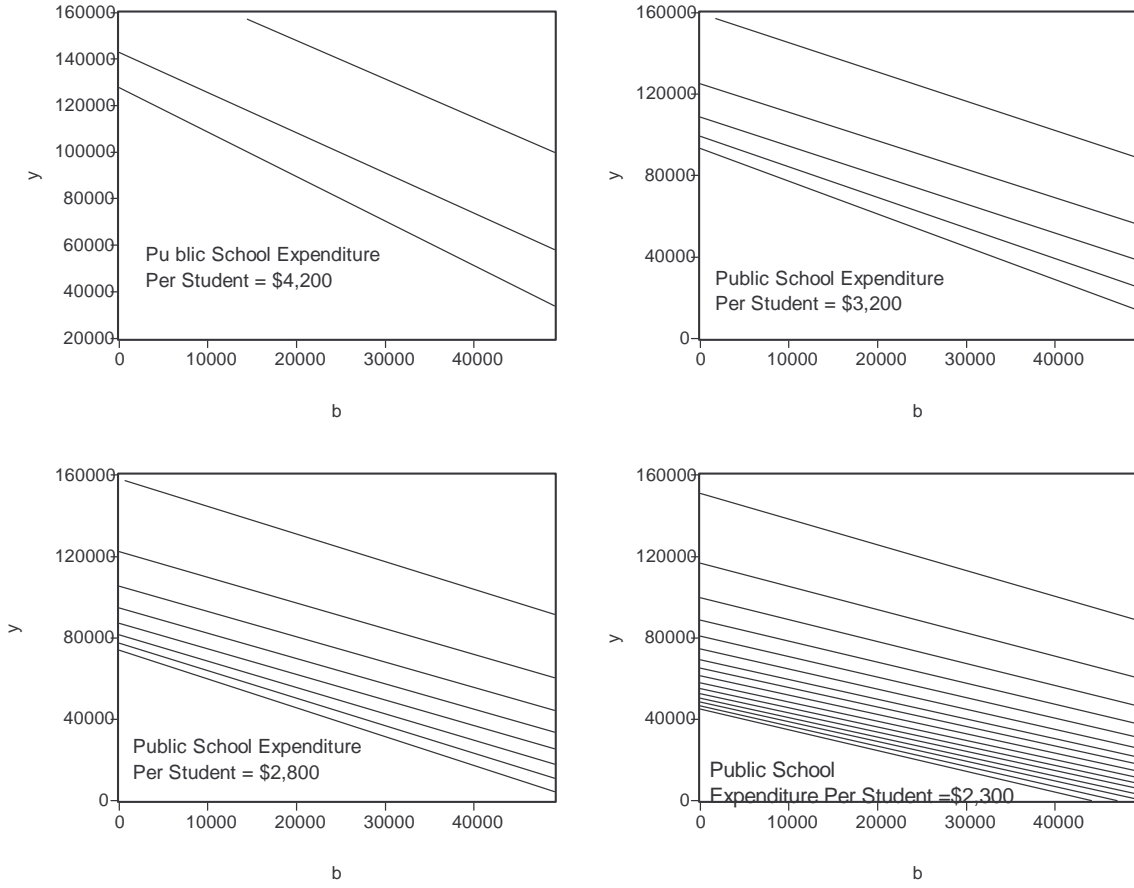 160000
140000
120000
100000
80000
60000
40000
20000
y
Pu blic School Expenditure
Per Student = $4,200
0
10000
20000
30000
40000
b
160000
120000
80000
40000
0
y
Public School Expenditure
Per Student = $3,200
0
10000
20000
30000
40000
b
160000
120000
80000
40000
0
y
Public School Expenditure
Per Student = $2,800
0
10000
20000
30000
40000
b
160000
120000
80000
40000
0
y
Public School
Expenditure Per Student =$2,300
0
10000
20000
30000
40000
b